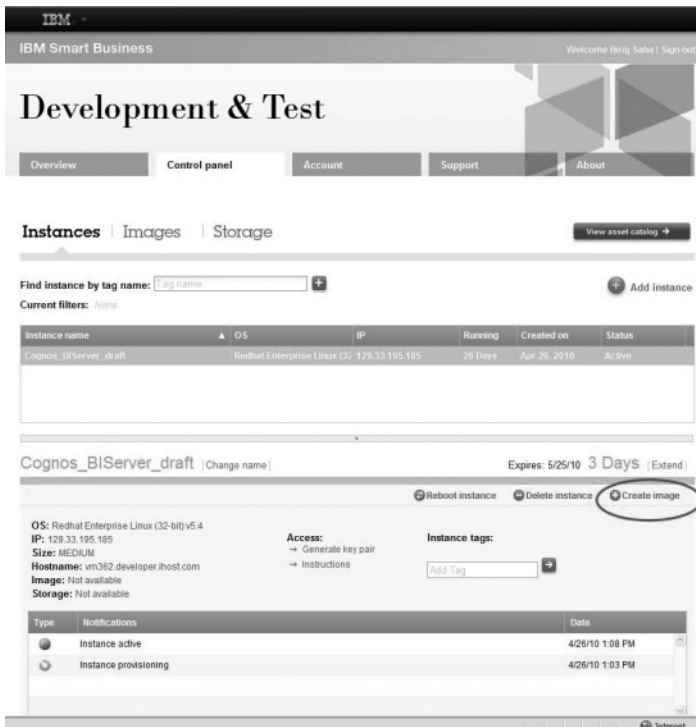 IBM
IBM Smart Business
Welcome Biraj Saha | Sign out
Development & Test
Overview
Control panel
Account
Support
About
Instances | Images | Storage
View asset catalog →
Find instance by tag name: Tag name
Add instance
Current filters: None
Instance name ▲ OS IP Running Created on Status
Cognos_BIServer_draft Redhat Enterprise Linux (32 129.33.195.185 26 Days Apr 26, 2010 Active
Cognos_BIServer_draft [Change name] Expires: 5/25/10 3 Days [Extend]
Reboot instance Delete instance Create image
OS: Redhat Enterprise Linux (32-bit) v5.4
IP: 129.33.195.185
Size: MEDIUM
Hostname: vm362.developer.ihost.com
Image: Not available
Storage: Not available
Access:
→ Generate key pair
→ Instructions
Instance tags:
Add Tag
Type Notifications Date
Instance active 4/26/10 1:08 PM
Instance provisioning 4/26/10 1:03 PM
Internet